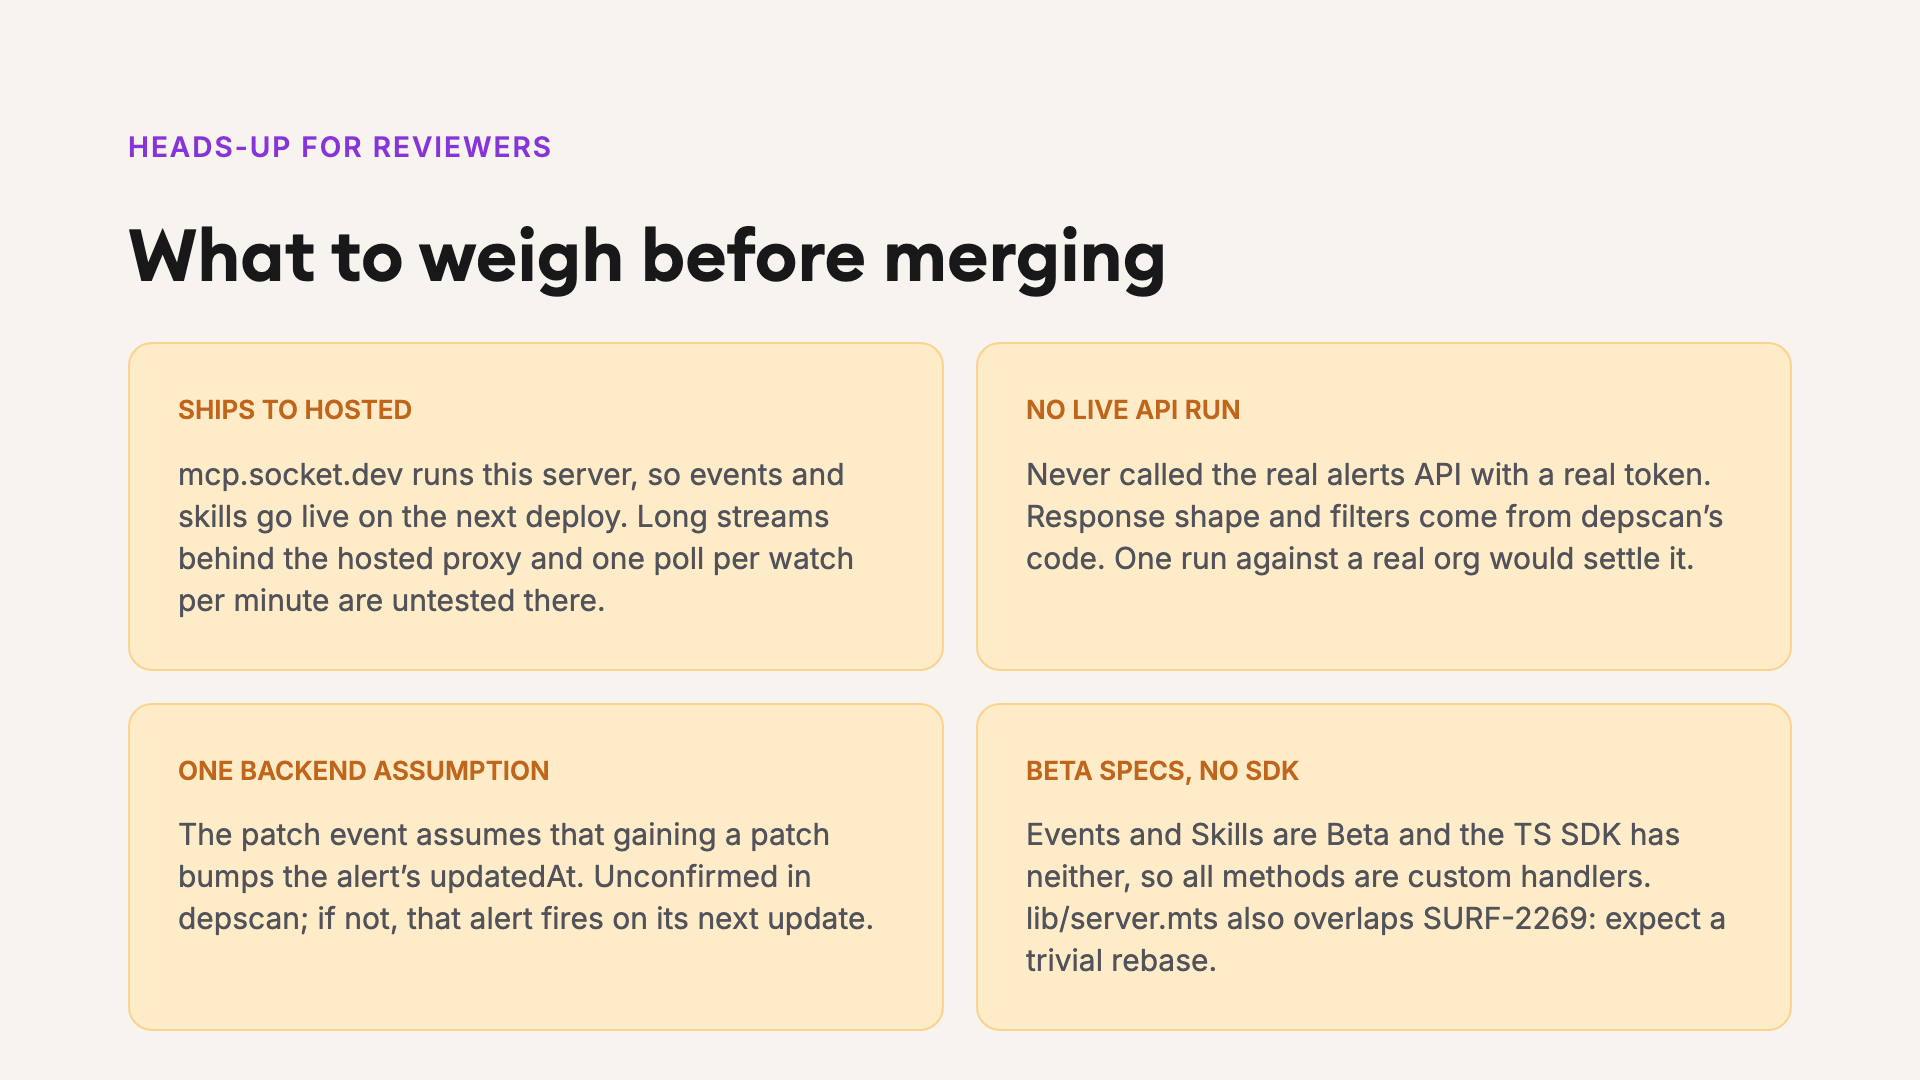 HEADS-UP FOR REVIEWERS
What to weigh before merging
SHIPS TO HOSTED
mcp.socket.dev runs this server, so events and
skills go live on the next deploy. Long streams
behind the hosted proxy and one poll per watch
per minute are untested there.
NO LIVE API RUN
Never called the real alerts API with a real token.
Response shape and filters come from depscan’s
code. One run against a real org would settle it.
ONE BACKEND ASSUMPTION
The patch event assumes that gaining a patch
bumps the alert’s updatedAt. Unconfirmed in
depscan; if not, that alert fires on its next update.
BETA SPECS, NO SDK
Events and Skills are Beta and the TS SDK has
neither, so all methods are custom handlers.
lib/server.mts also overlaps SURF-2269: expect a
trivial rebase.